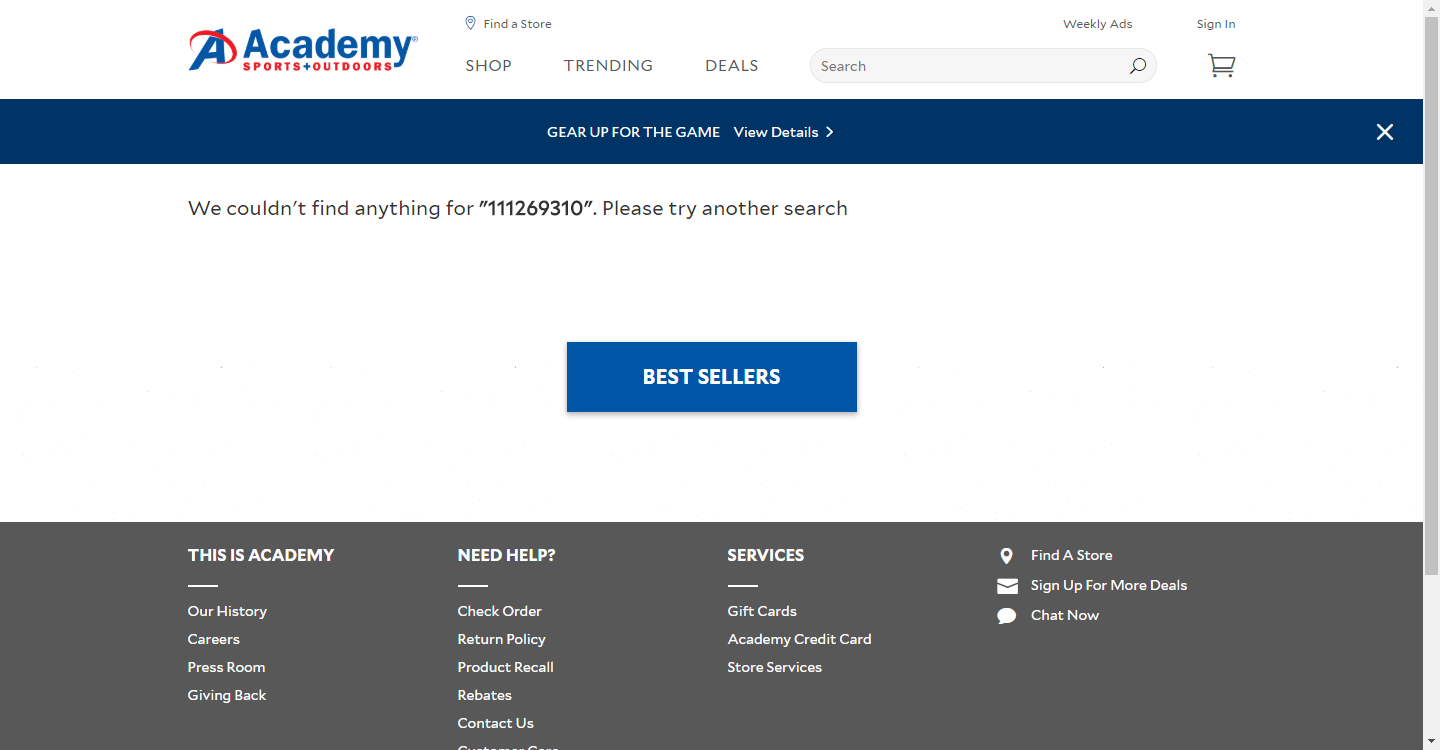 Find a Store
Weekly Ads
Sign In
Academy®
SPORTS+OUTDOORS
SHOP
TRENDING
DEALS
Search
GEAR UP FOR THE GAME View Details
We couldn't find anything for "111269310". Please try another search
BEST SELLERS
THIS IS ACADEMY
Our History
Careers
Press Room
Giving Back
NEED HELP?
Check Order
Return Policy
Product Recall
Rebates
Contact Us
Customer Care
SERVICES
Gift Cards
Academy Credit Card
Store Services
Find A Store
Sign Up For More Deals
Chat Now